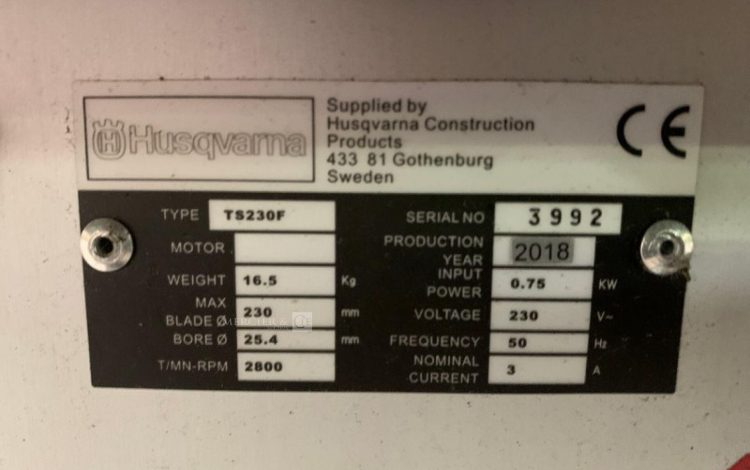 Husqvarna
Supplied by
Husqvarna Construction
Products
433 81 Gothenburg
Sweden
CE
TYPE TS230F
MOTOR
WEIGHT 16.5 Kg
MAX
BLADE Ø 230 mm
BORE Ø 25.4 mm
T/MN-RPM 2800
SERIAL NO 3992
PRODUCTION
YEAR 2018
INPUT
POWER 0.75 KW
VOLTAGE 230 V~
FREQUENCY 50 Hz
NOMINAL
CURRENT 3 A